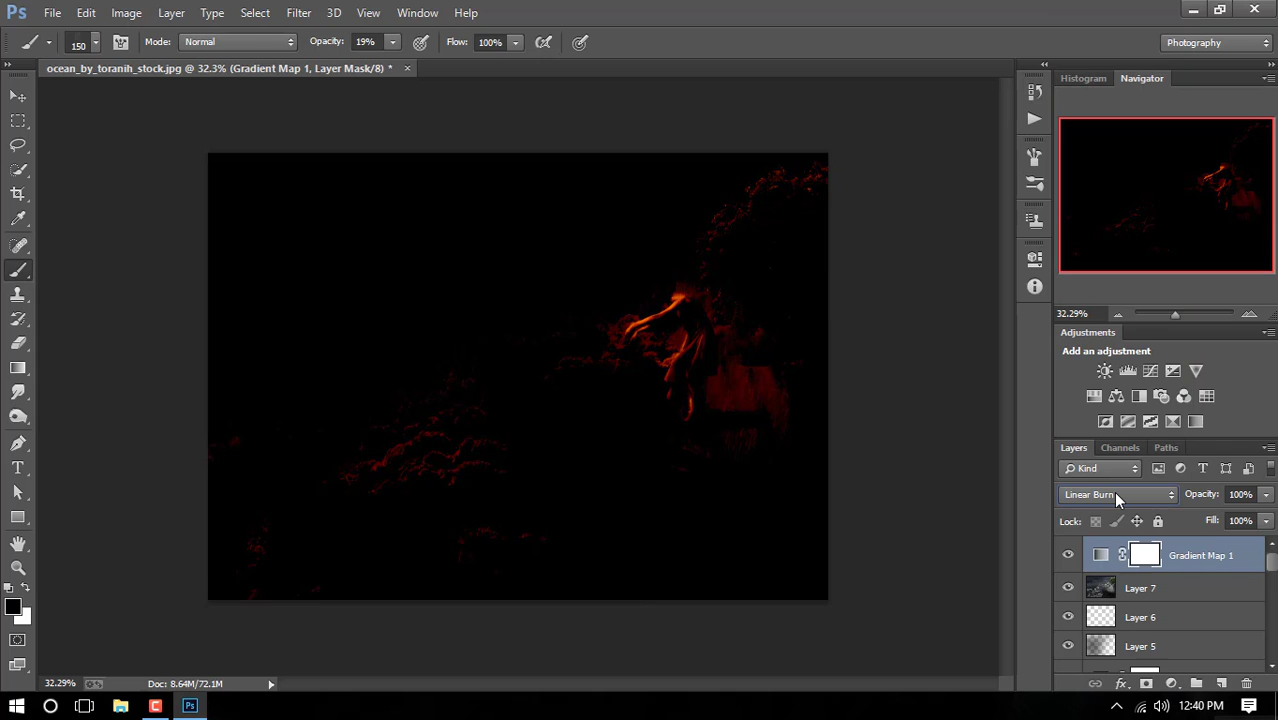 Ps File Edit Image Layer Type Select Filter 3D View Window Help
150 Mode: Normal Opacity: 19% Flow: 100% Photography
ocean_by_toranih_stock.jpg @ 32.3% (Gradient Map 1, Layer Mask/8) * ×
Histogram Navigator
32.29%
Adjustments
Add an adjustment
Layers Channels Paths
Kind
Linear Burn Opacity: 100%
Lock: Fill: 100%
Gradient Map 1
Layer 7
Layer 6
Layer 5
32.29% Doc: 8.64M/72.1M
Ps 12:40 PM